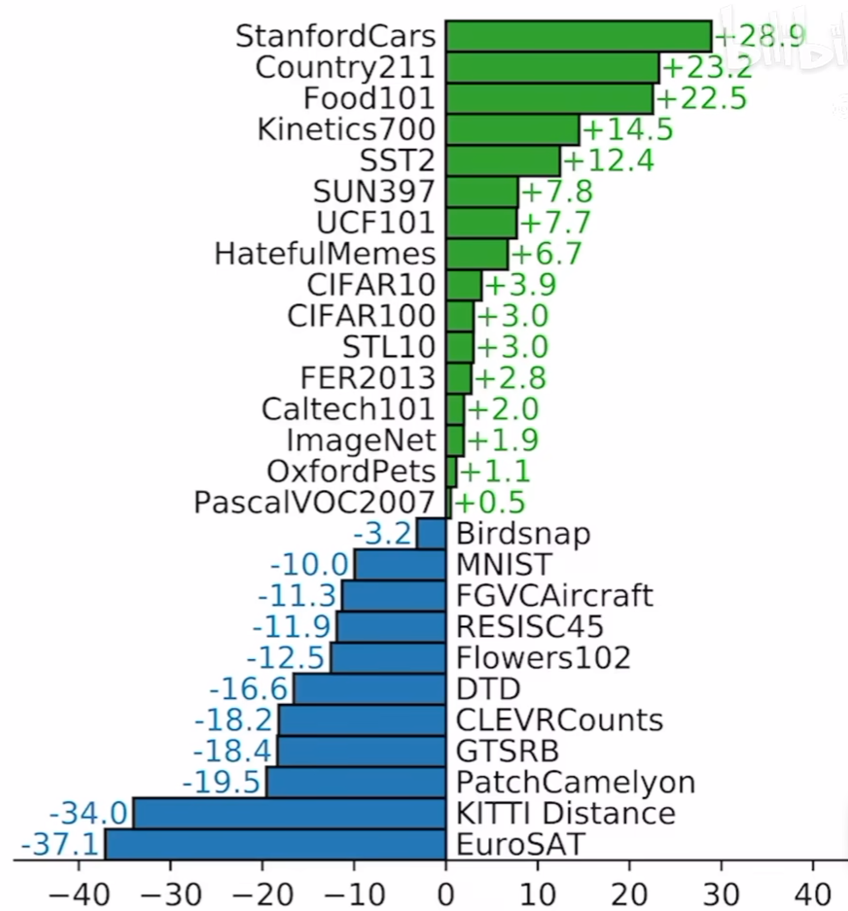 StanfordCars +28.9
Country211 +23.2
Food101 +22.5
Kinetics700 +14.5
SST2 +12.4
SUN397 +7.8
UCF101 +7.7
HatefulMemes +6.7
CIFAR10 +3.9
CIFAR100 +3.0
STL10 +3.0
FER2013 +2.8
Caltech101 +2.0
ImageNet +1.9
OxfordPets +1.1
PascalVOC2007 +0.5
-3.2 Birdsnap
-10.0 MNIST
-11.3 FGVCAircraft
-11.9 RESISC45
-12.5 Flowers102
-16.6 DTD
-18.2 CLEVRCounts
-18.4 GTSRB
-19.5 PatchCamelyon
-34.0 KITTI Distance
-37.1 EuroSAT
−40 −30 −20 −10 0 10 20 30 40